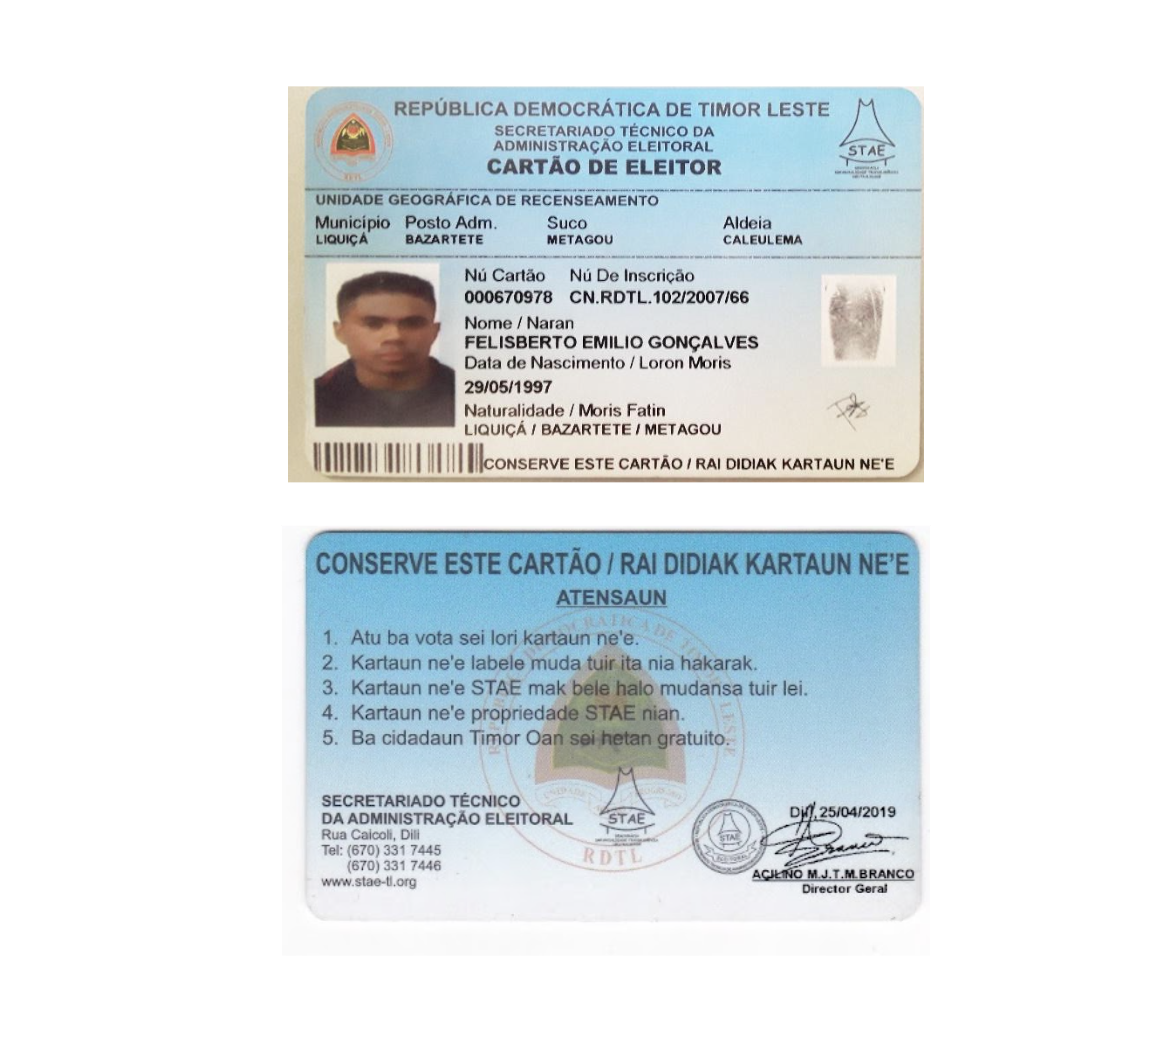 REPÚBLICA DEMOCRÁTICA DE TIMOR LESTE
SECRETARIADO TÉCNICO DA
ADMINISTRAÇÃO ELEITORAL
CARTÃO DE ELEITOR
STAE
UNIDADE GEOGRÁFICA DE RECENSEAMENTO
Município Posto Adm. Suco Aldeia
LIQUIÇÁ BAZARTETE METAGOU CALEULEMA
Nú Cartão Nú De Inscrição
000670978 CN.RDTL.102/2007/66
Nome / Naran
FELISBERTO EMILIO GONÇALVES
Data de Nascimento / Loron Moris
29/05/1997
Naturalidade / Moris Fatin
LIQUIÇÁ / BAZARTETE / METAGOU
CONSERVE ESTE CARTÃO / RAI DIDIAK KARTAUN NE'E
CONSERVE ESTE CARTÃO / RAI DIDIAK KARTAUN NE'E
ATENSAUN
1. Atu ba vota sei lori kartaun ne'e.
2. Kartaun ne'e labele muda tuir ita nia hakarak.
3. Kartaun ne'e STAE mak bele halo mudansa tuir lei.
4. Kartaun ne'e propriedade STAE nian.
5. Ba cidadaun Timor Oan sei hetan gratuito.
SECRETARIADO TÉCNICO
DA ADMINISTRAÇÃO ELEITORAL
Rua Caicoli, Dili
Tel: (670) 331 7445
(670) 331 7446
www.stae-tl.org
STAE
RDTL
STAE
25/04/2019
ACILINO M.J.T.M.BRANCO
Director Geral